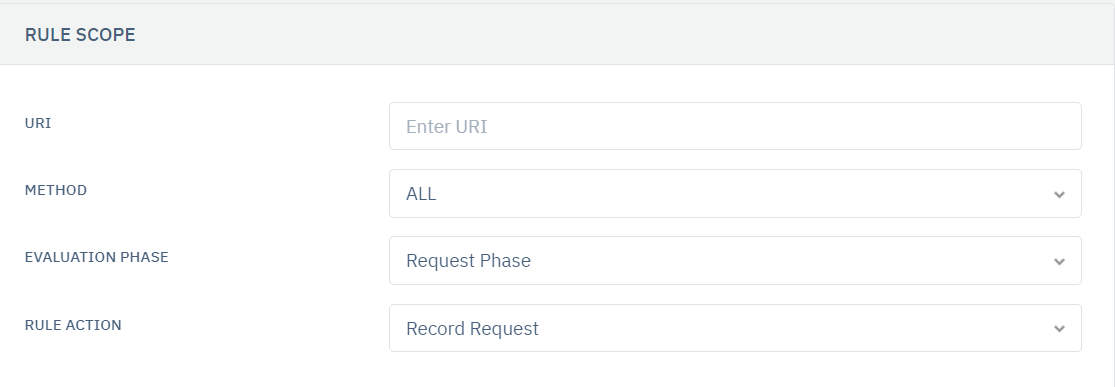 RULE SCOPE
URI
Enter URI
METHOD
ALL
EVALUATION PHASE
Request Phase
RULE ACTION
Record Request